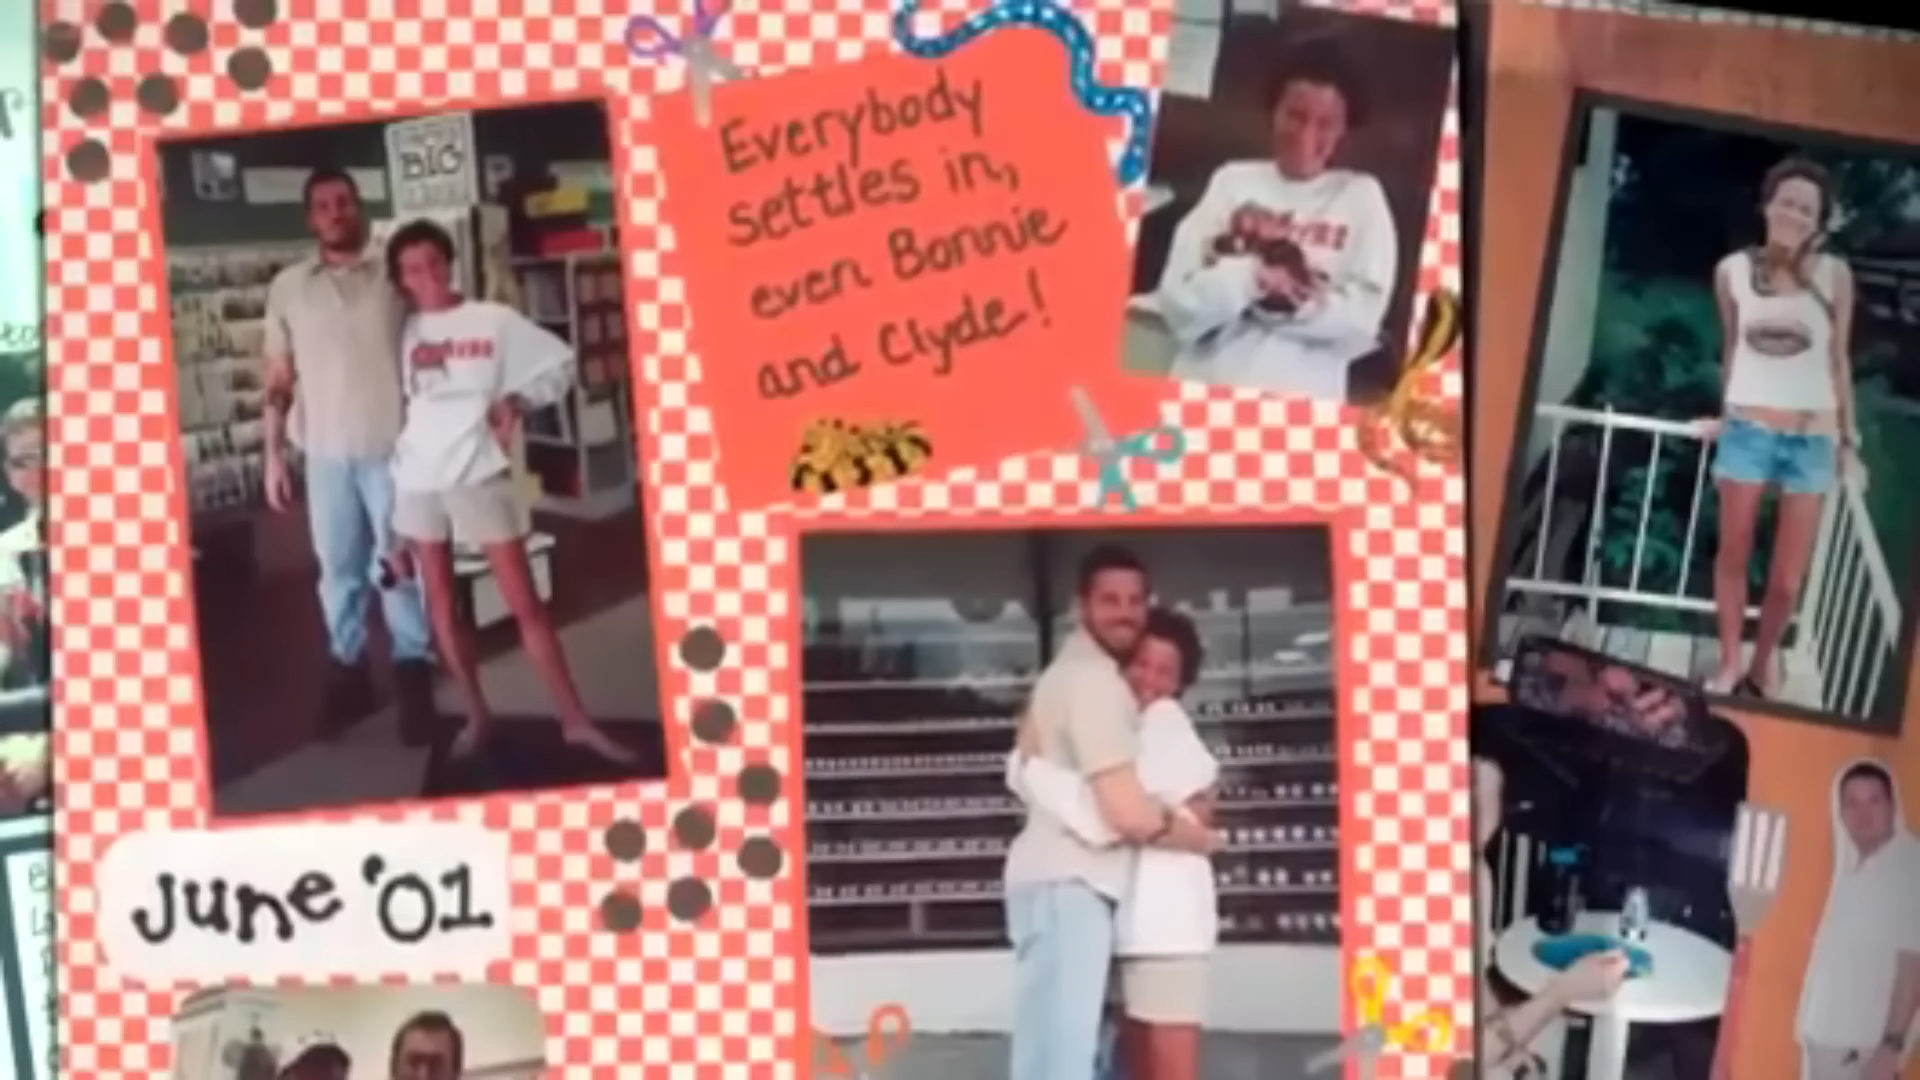 BIG
Everybody
settles in,
even Bonnie
and Clyde!
June '01